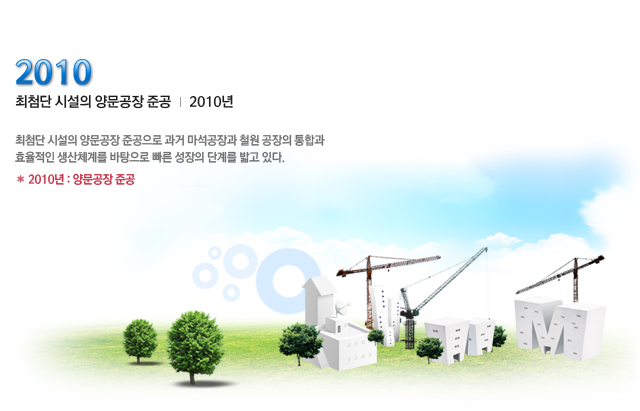 2010
최첨단 시설의 양문공장 준공 | 2010년
최첨단 시설의 양문공장 준공으로 과거 마석공장과 철원 공장의 통합과
효율적인 생산체계를 바탕으로 빠른 성장의 단계를 밟고 있다.
* 2010년 : 양문공장 준공